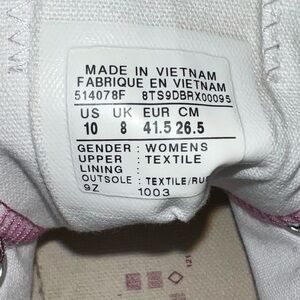 MADE IN VIETNAM
FABRIQUE EN VIETNAM
514078F 8TS9DBRX00095
US UK EUR CM
10 8 41.5 26.5
GENDER : WOMENS
UPPER : TEXTILE
LINING :
OUTSOLE : TEXTILE/RU
9Z 1003